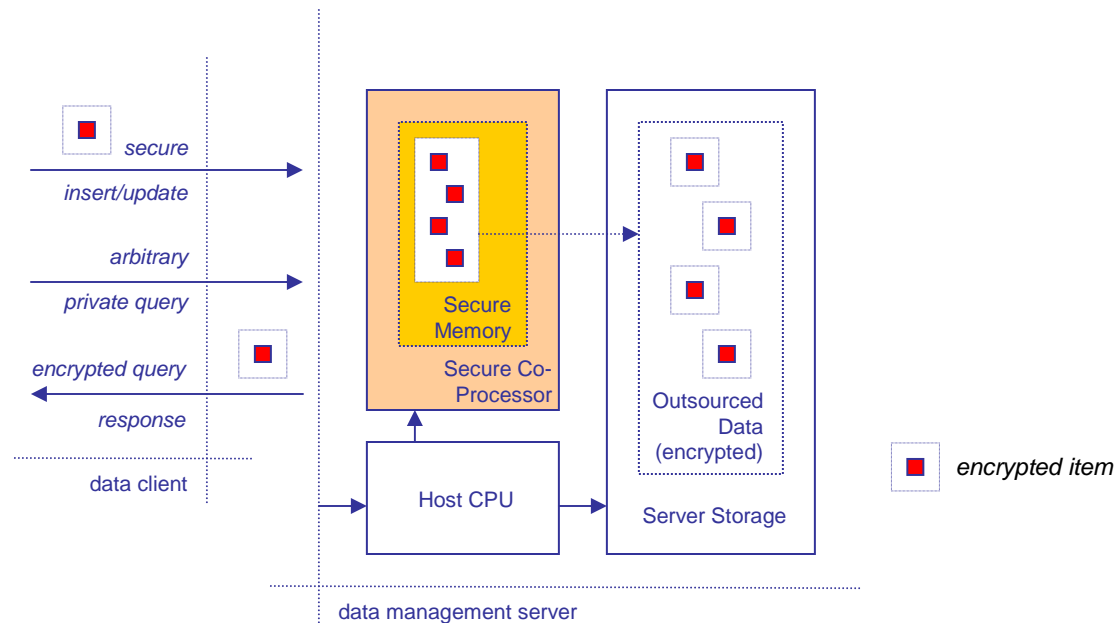 secure
insert/update
arbitrary
private query
encrypted query
response
data client
Secure
Memory
Secure Co-
Processor
Host CPU
Outsourced
Data
(encrypted)
Server Storage
encrypted item
data management server